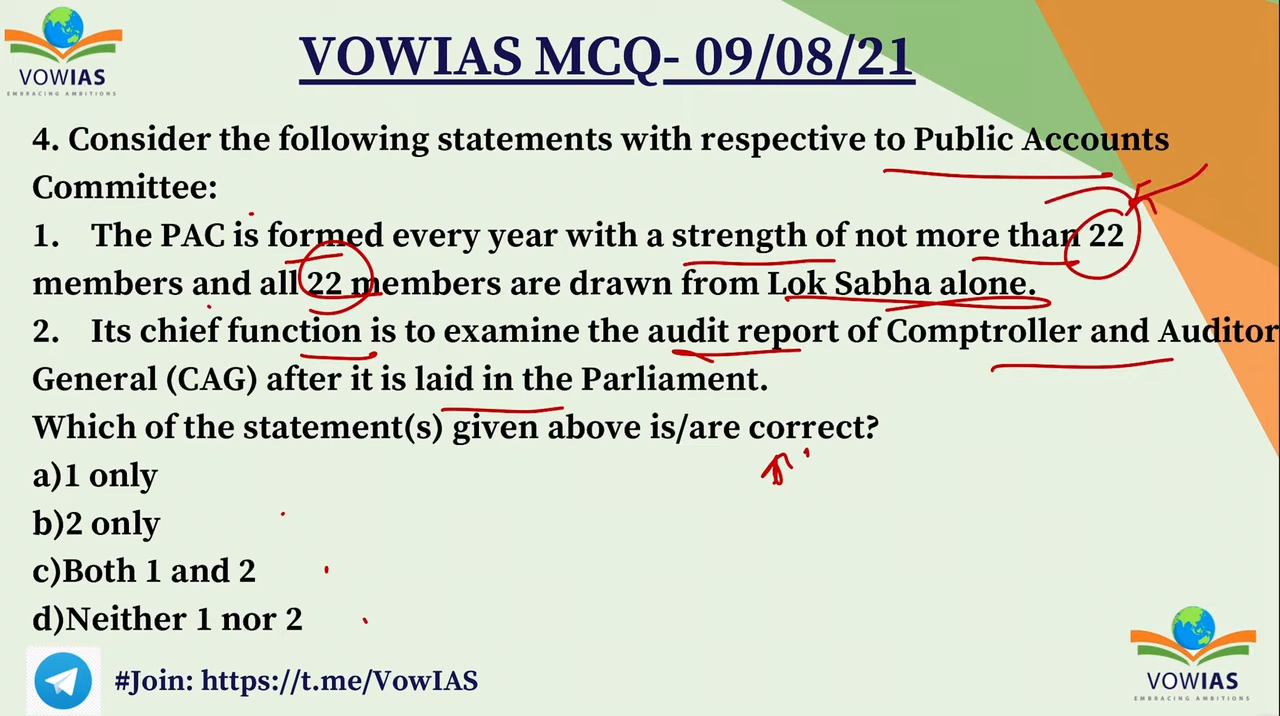 VOWIAS
EMBRACING AMBITIONS
VOWIAS MCQ- 09/08/21
4. Consider the following statements with respective to Public Accounts
Committee:
1. The PAC is formed every year with a strength of not more than 22
members and all 22 members are drawn from Lok Sabha alone.
2. Its chief function is to examine the audit report of Comptroller and Auditor
General (CAG) after it is laid in the Parliament.
Which of the statement(s) given above is/are correct?
a)1 only
b)2 only
c)Both 1 and 2
d)Neither 1 nor 2
#Join: https://t.me/VowIAS
VOWIAS
EMBRACING AMBITIONS